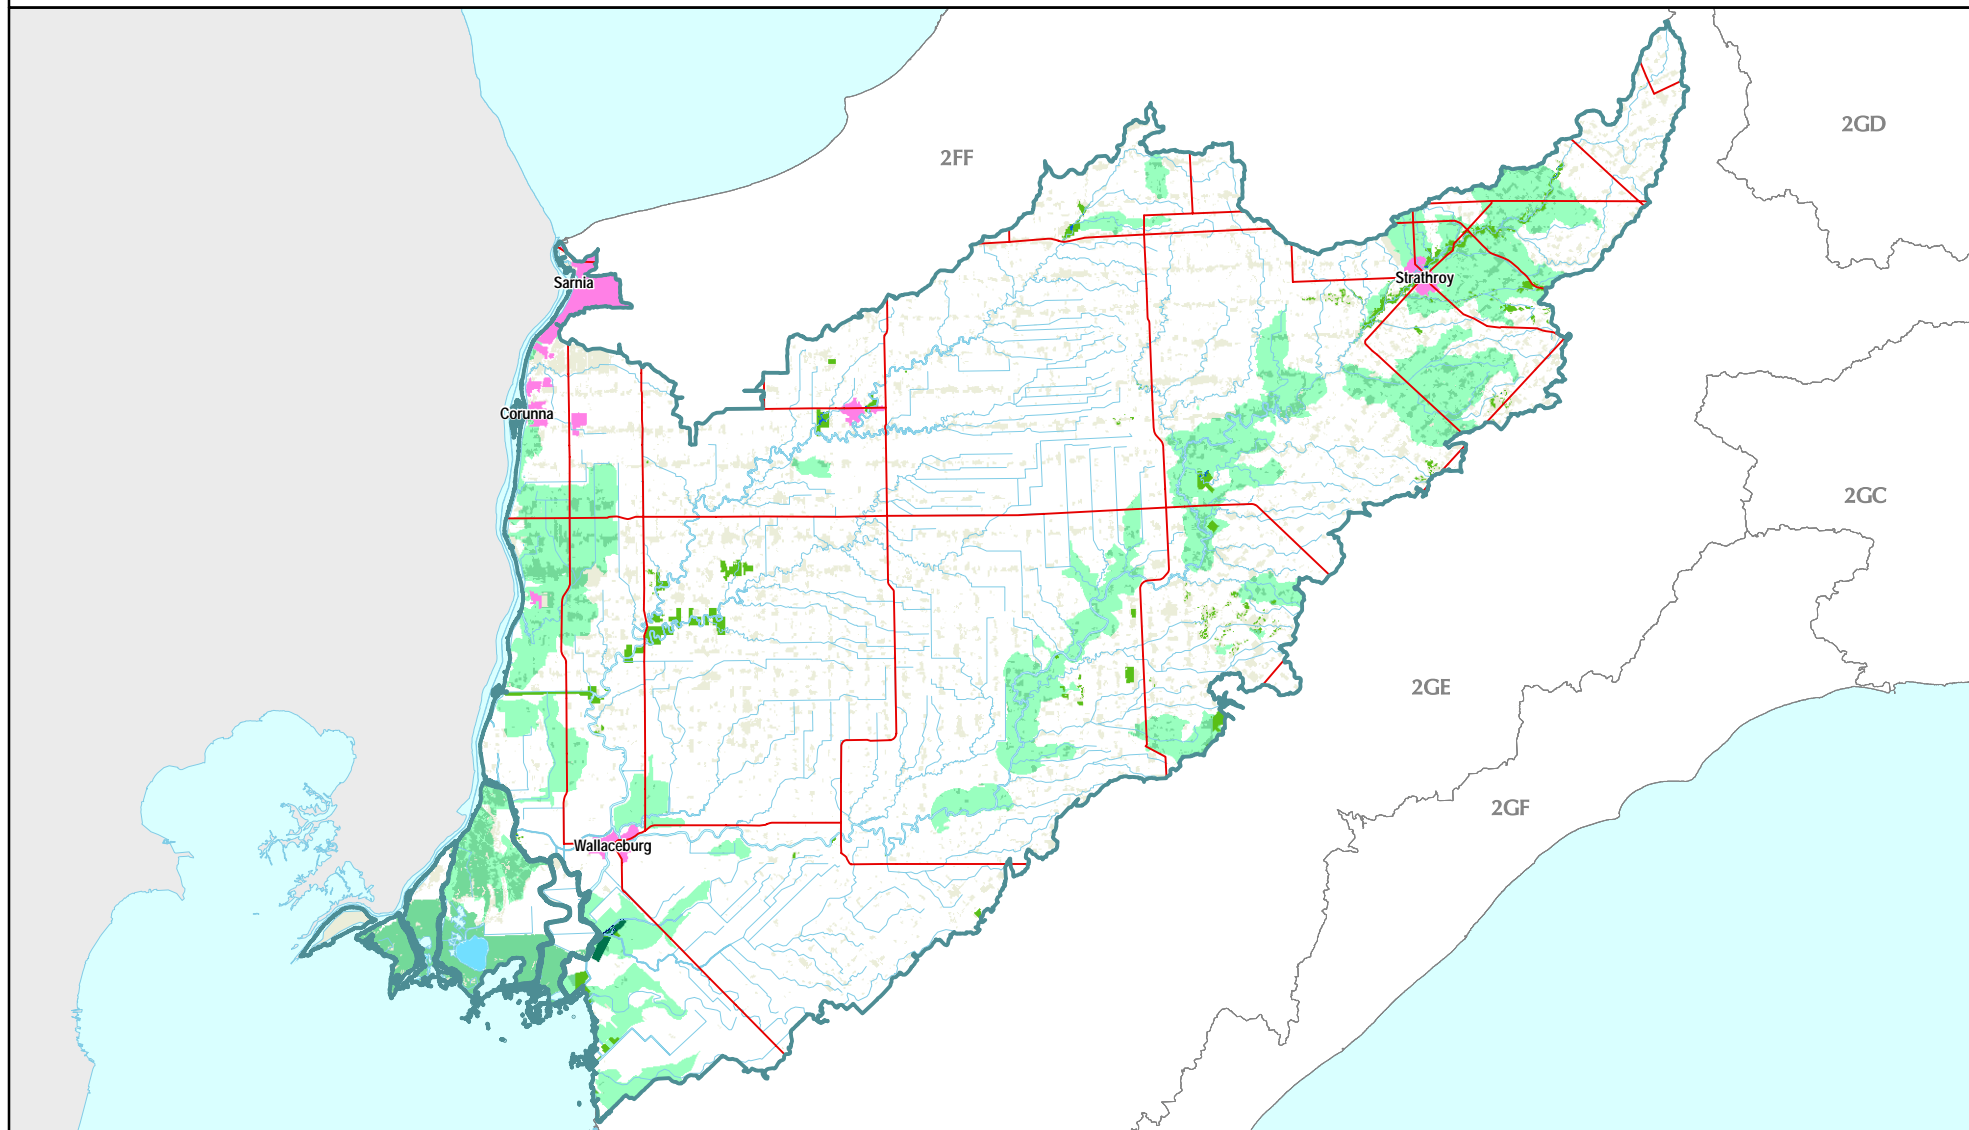 2GD
2FF
Strathroy
Sarnia
Corunna
2GC
2GE
2GF
Wallaceburg